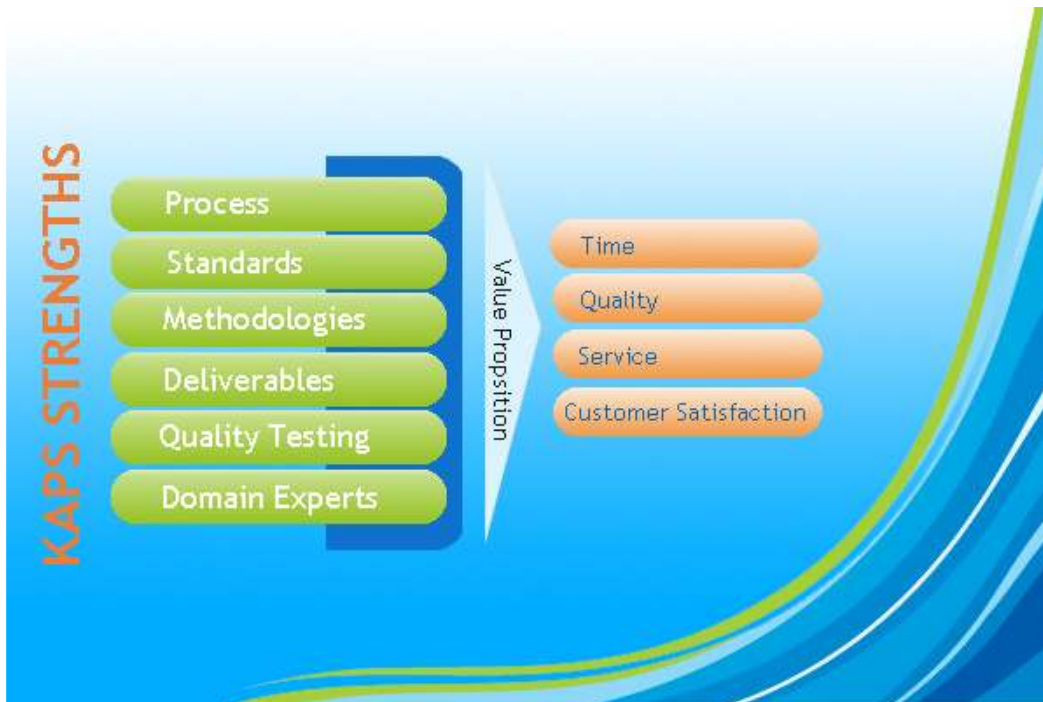 KAPS STRENGTHS
Process
Standards
Methodologies
Deliverables
Quality Testing
Domain Experts
Value Propsition
Time
Quality
Service
Customer Satisfaction